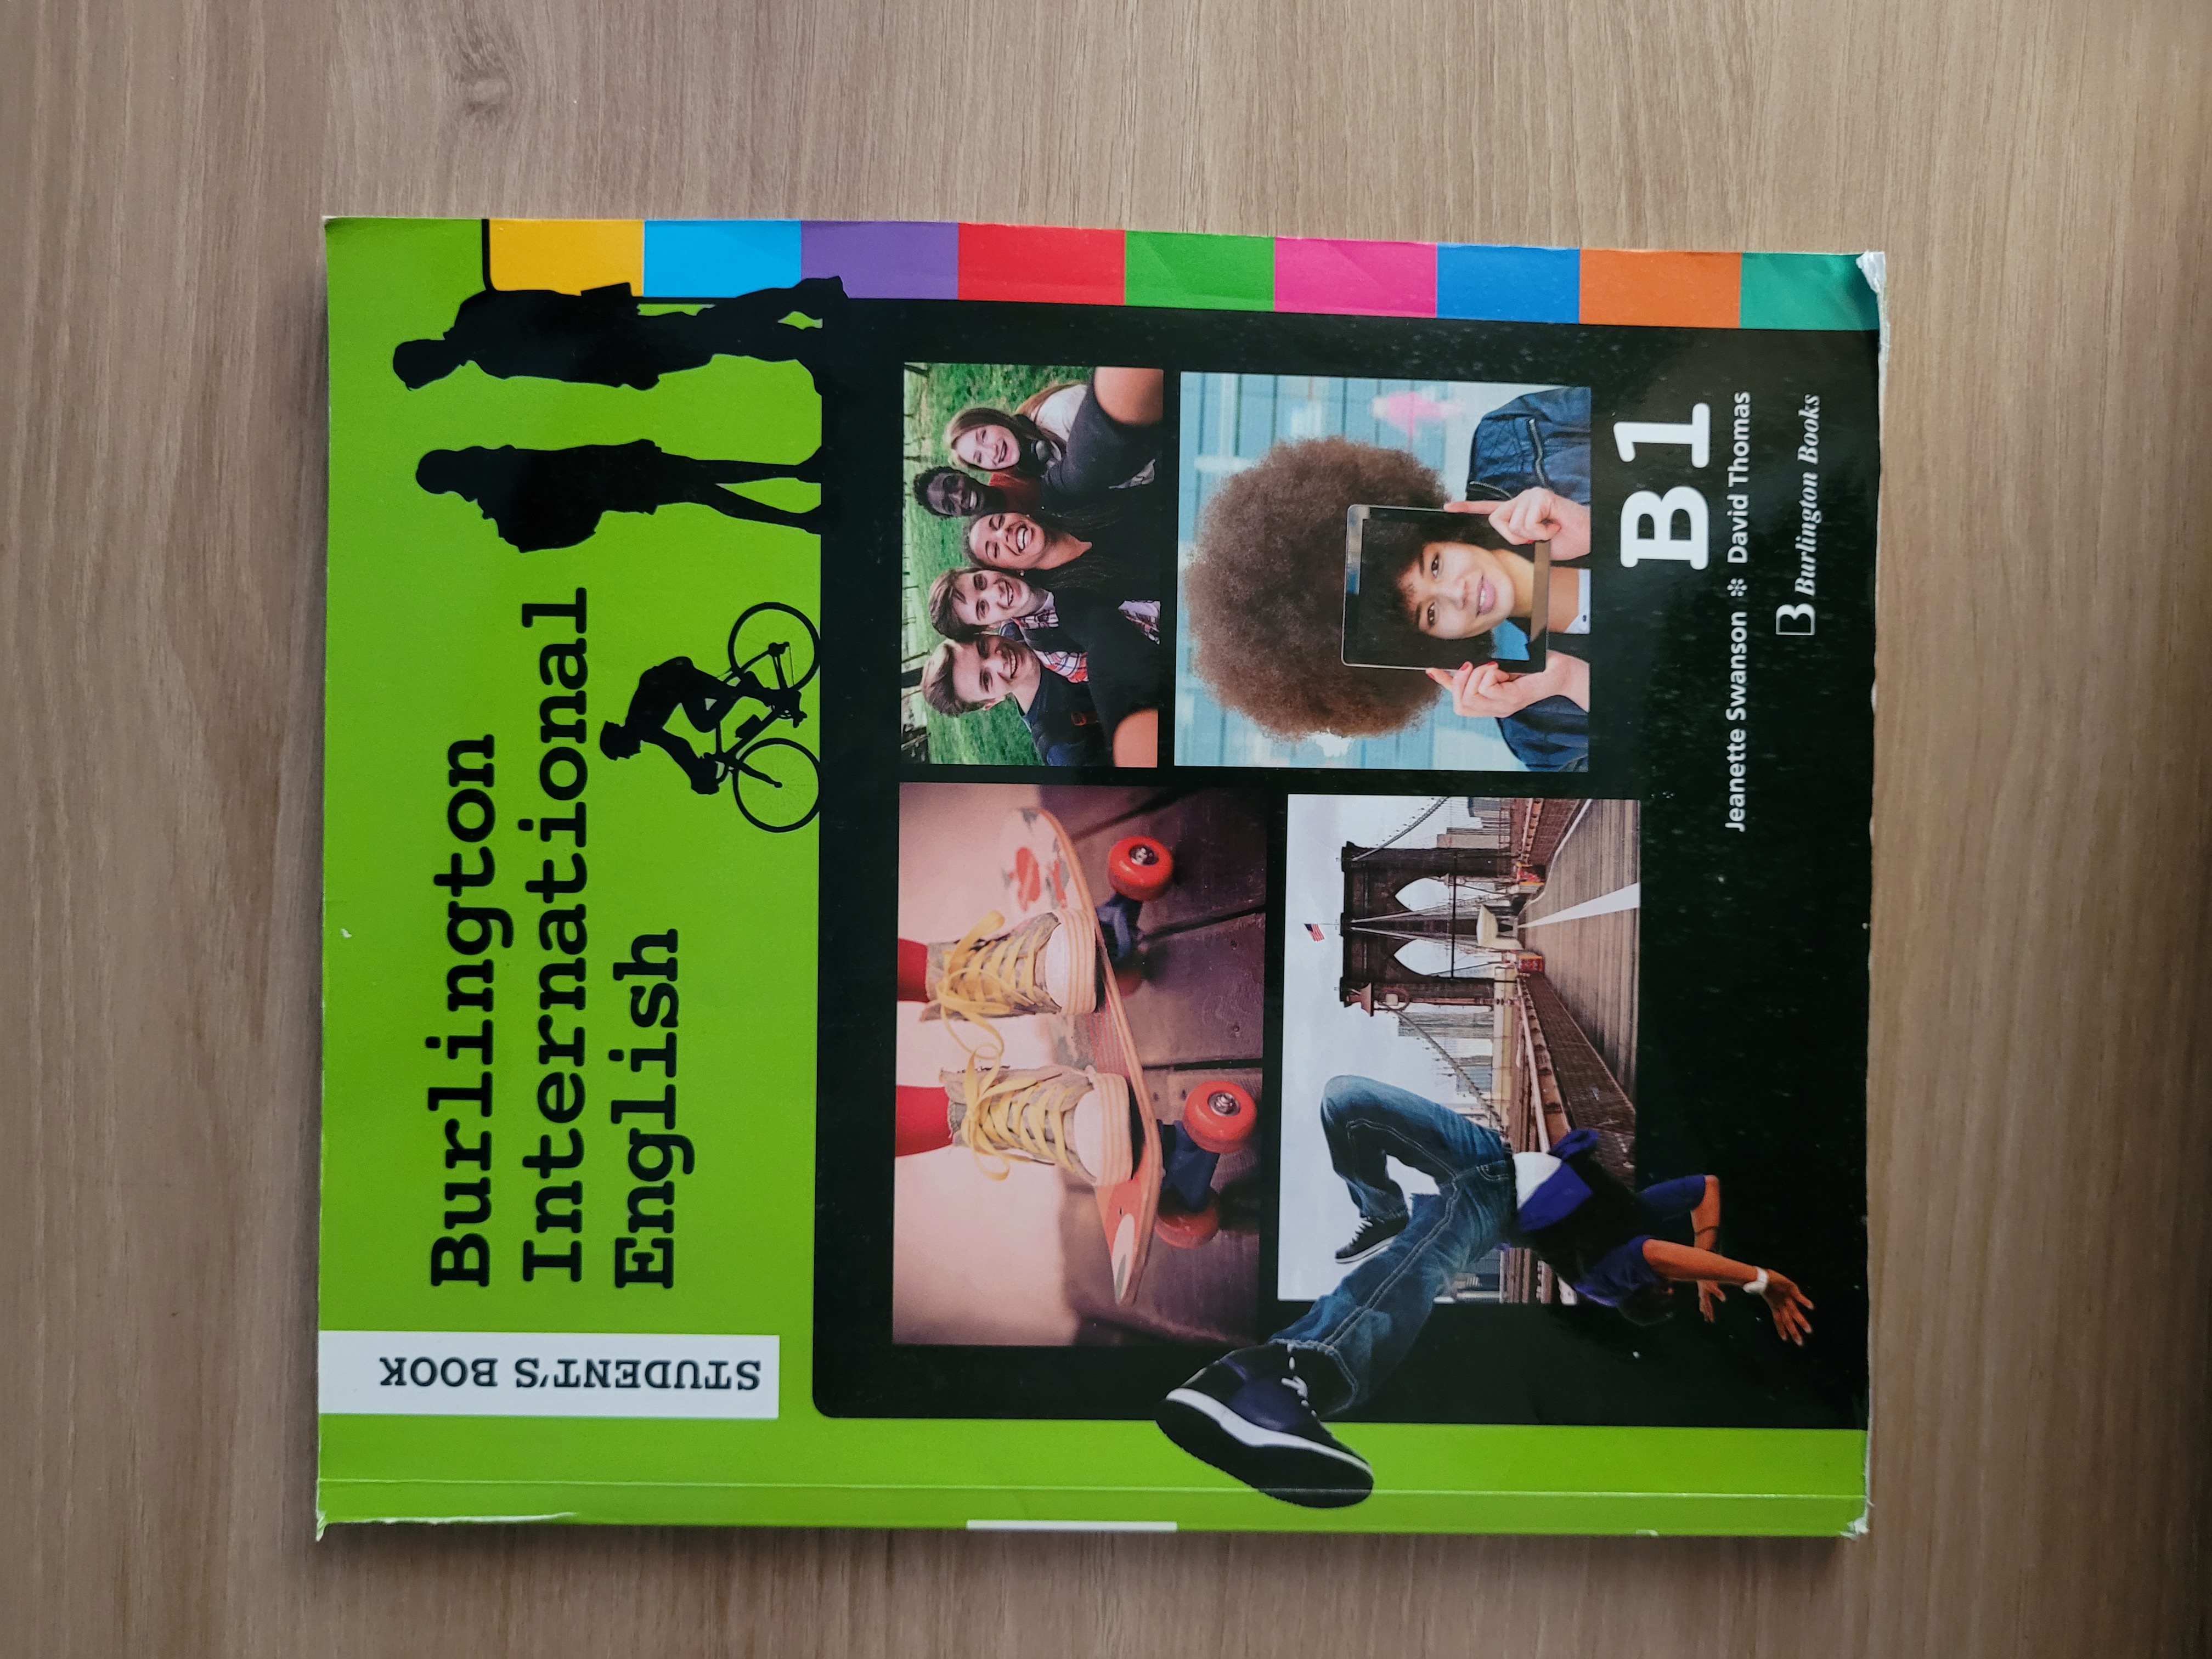 STUDENT'S BOOK
Burlington
International
English
B1
Jeanette Swanson ❇ David Thomas
B Burlington Books